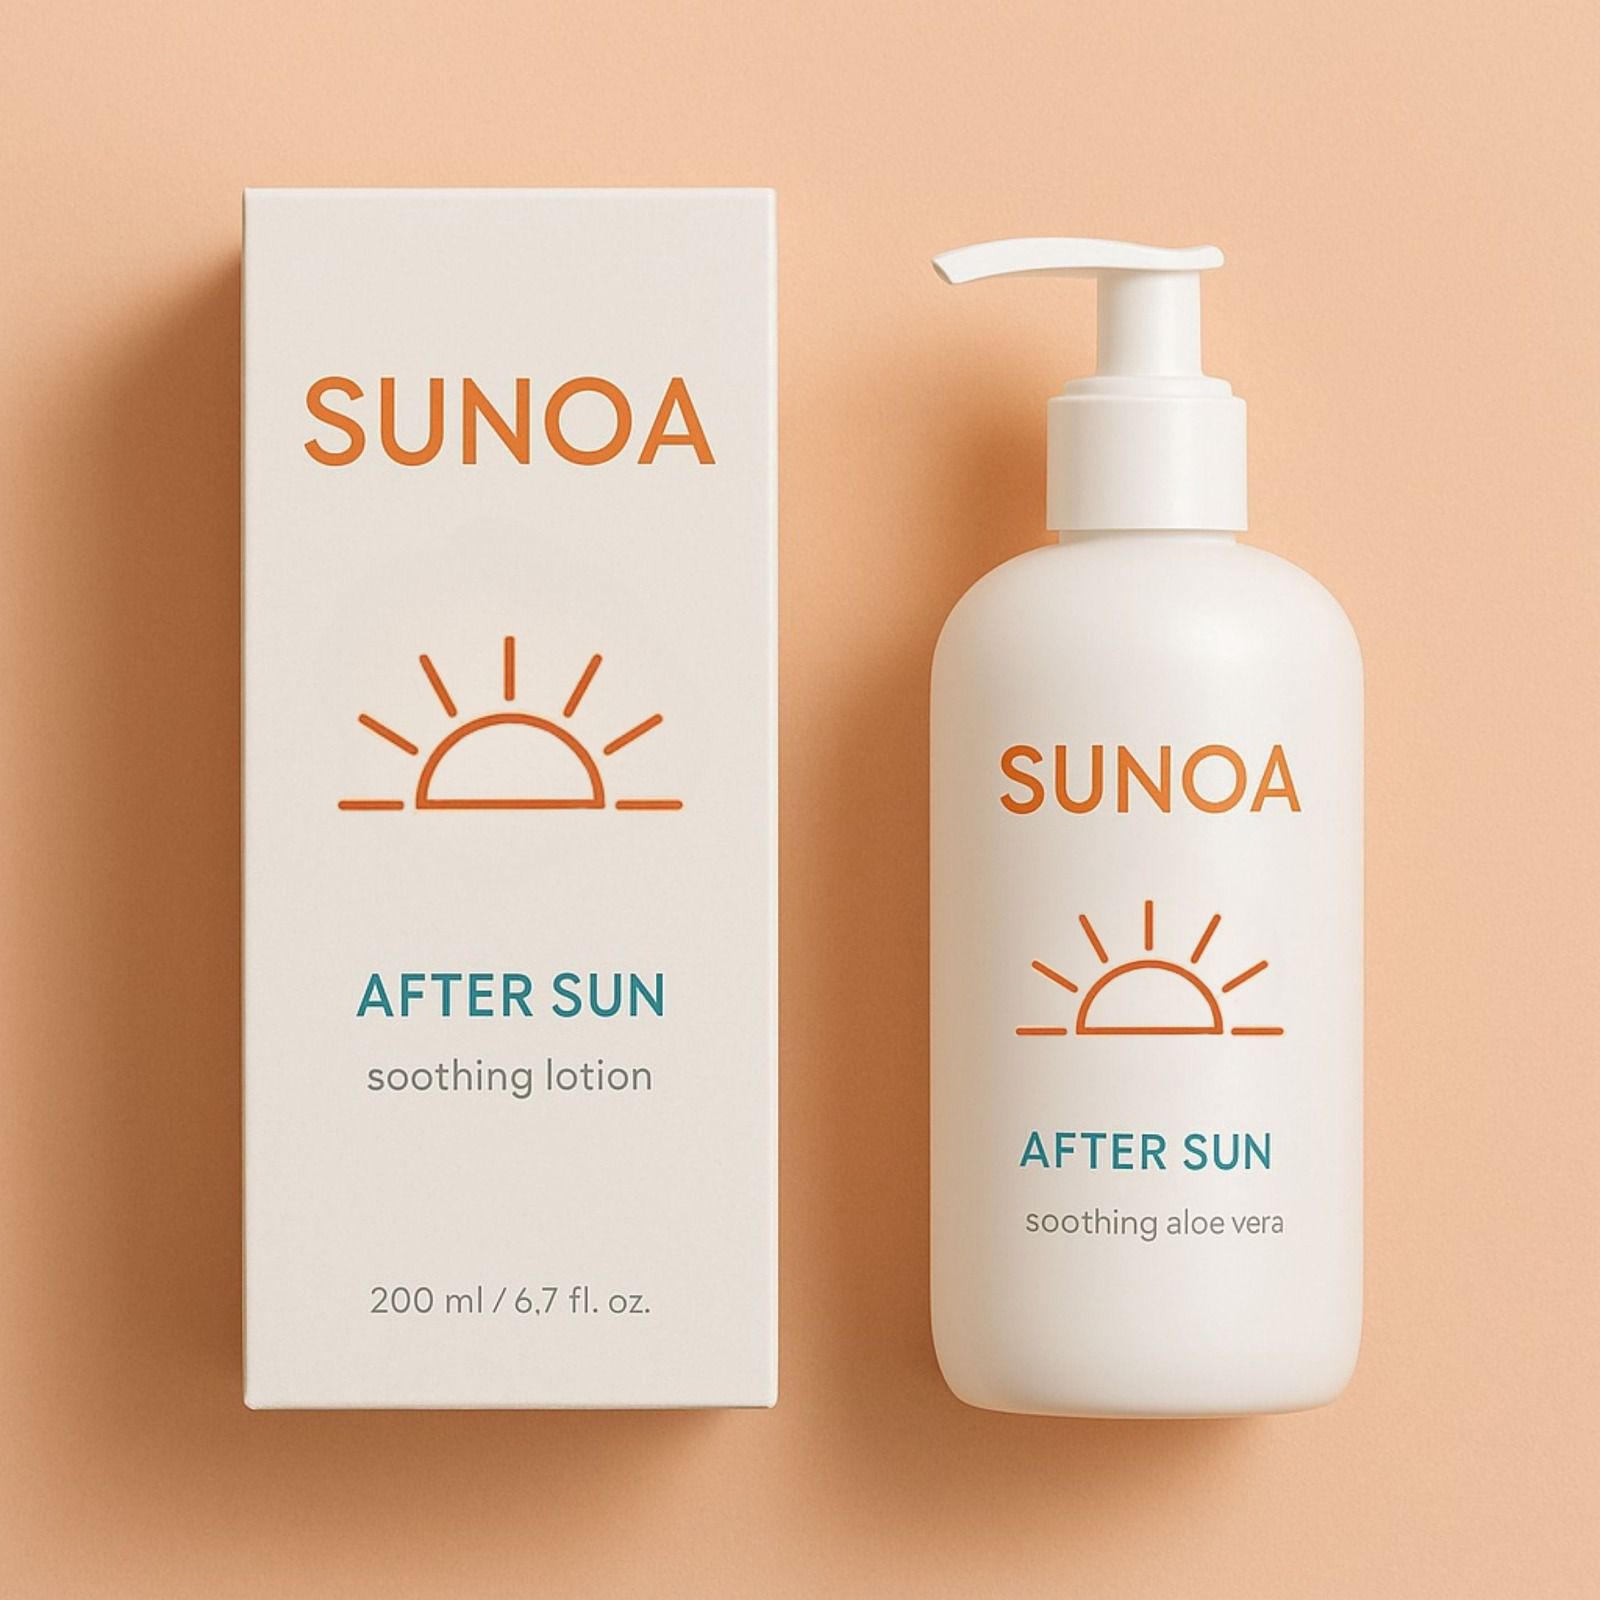 SUNOA
AFTER SUN
soothing lotion
200 ml / 6,7 fl. oz.
SUNOA
AFTER SUN
soothing aloe vera